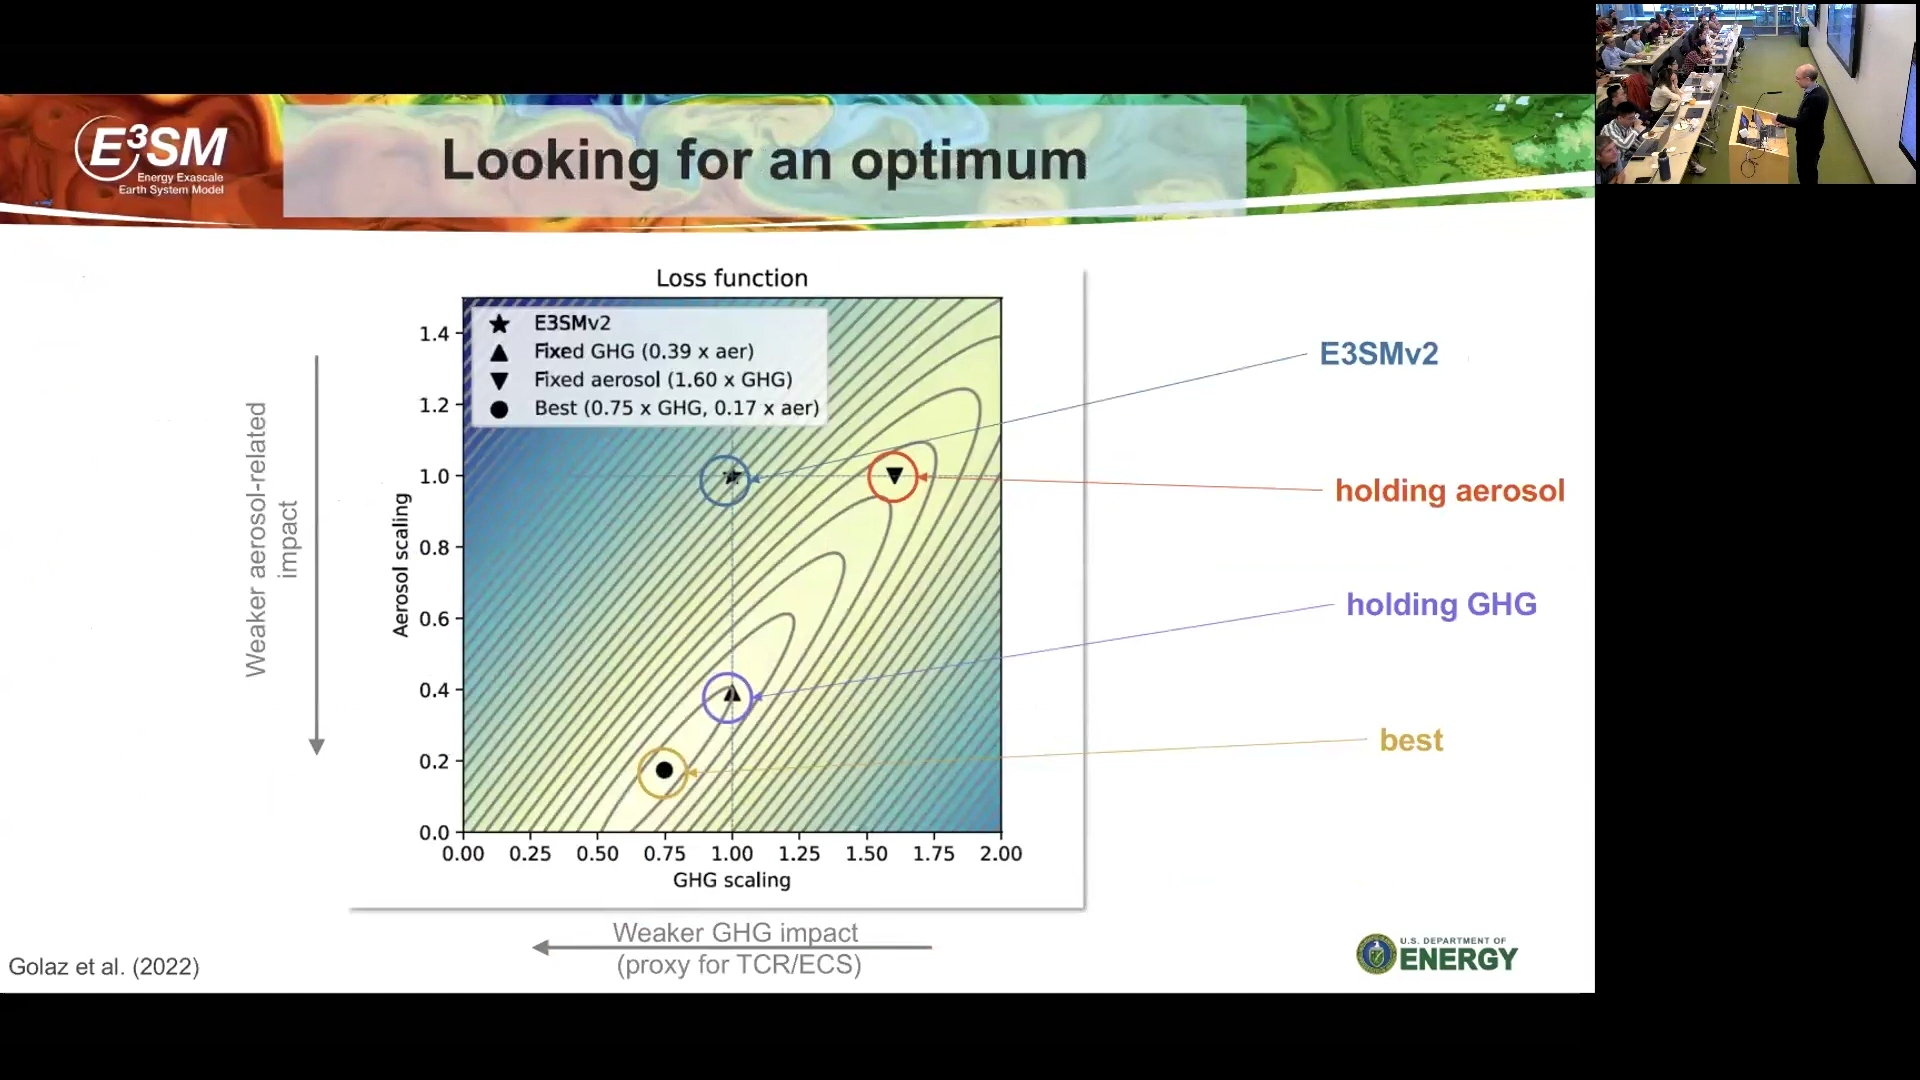 E³SM
Energy Exascale
Earth System Model
Looking for an optimum
Loss function
E3SMv2
Fixed GHG (0.39 x aer)
Fixed aerosol (1.60 x GHG)
Best (0.75 x GHG, 0.17 x aer)
1.4
1.2
1.0
0.8
0.6
0.4
0.2
0.0
0.00 0.25 0.50 0.75 1.00 1.25 1.50 1.75 2.00
Aerosol scaling
GHG scaling
Weaker aerosol-related
impact
E3SMv2
holding aerosol
holding GHG
best
Weaker GHG impact
(proxy for TCR/ECS)
Golaz et al. (2022)
U.S. DEPARTMENT OF
ENERGY